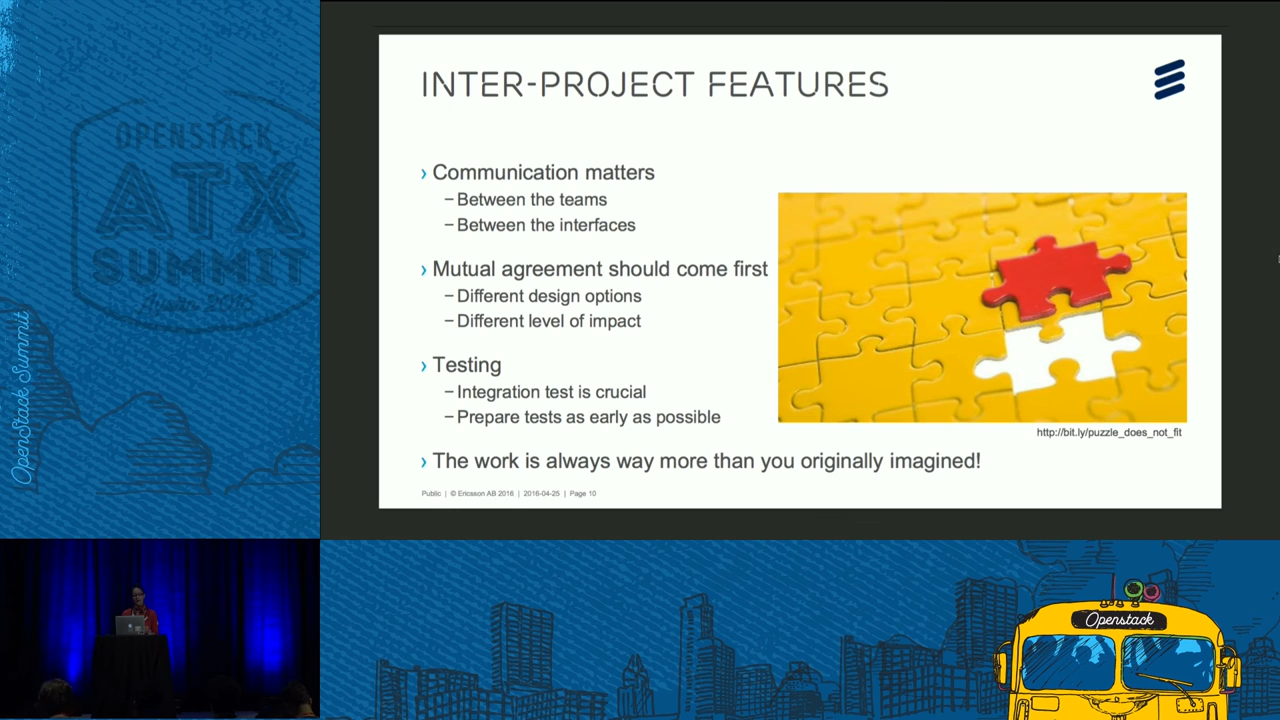 INTER-PROJECT FEATURES
› Communication matters
– Between the teams
– Between the interfaces
› Mutual agreement should come first
– Different design options
– Different level of impact
› Testing
– Integration test is crucial
– Prepare tests as early as possible
› The work is always way more than you originally imagined!
http://bit.ly/puzzle_does_not_fit
Public | © Ericsson AB 2016 | 2016-04-25 | Page 10
OPENSTACK
ATX
SUMMIT
Austin 2016
OpenStack Summit
Openstack